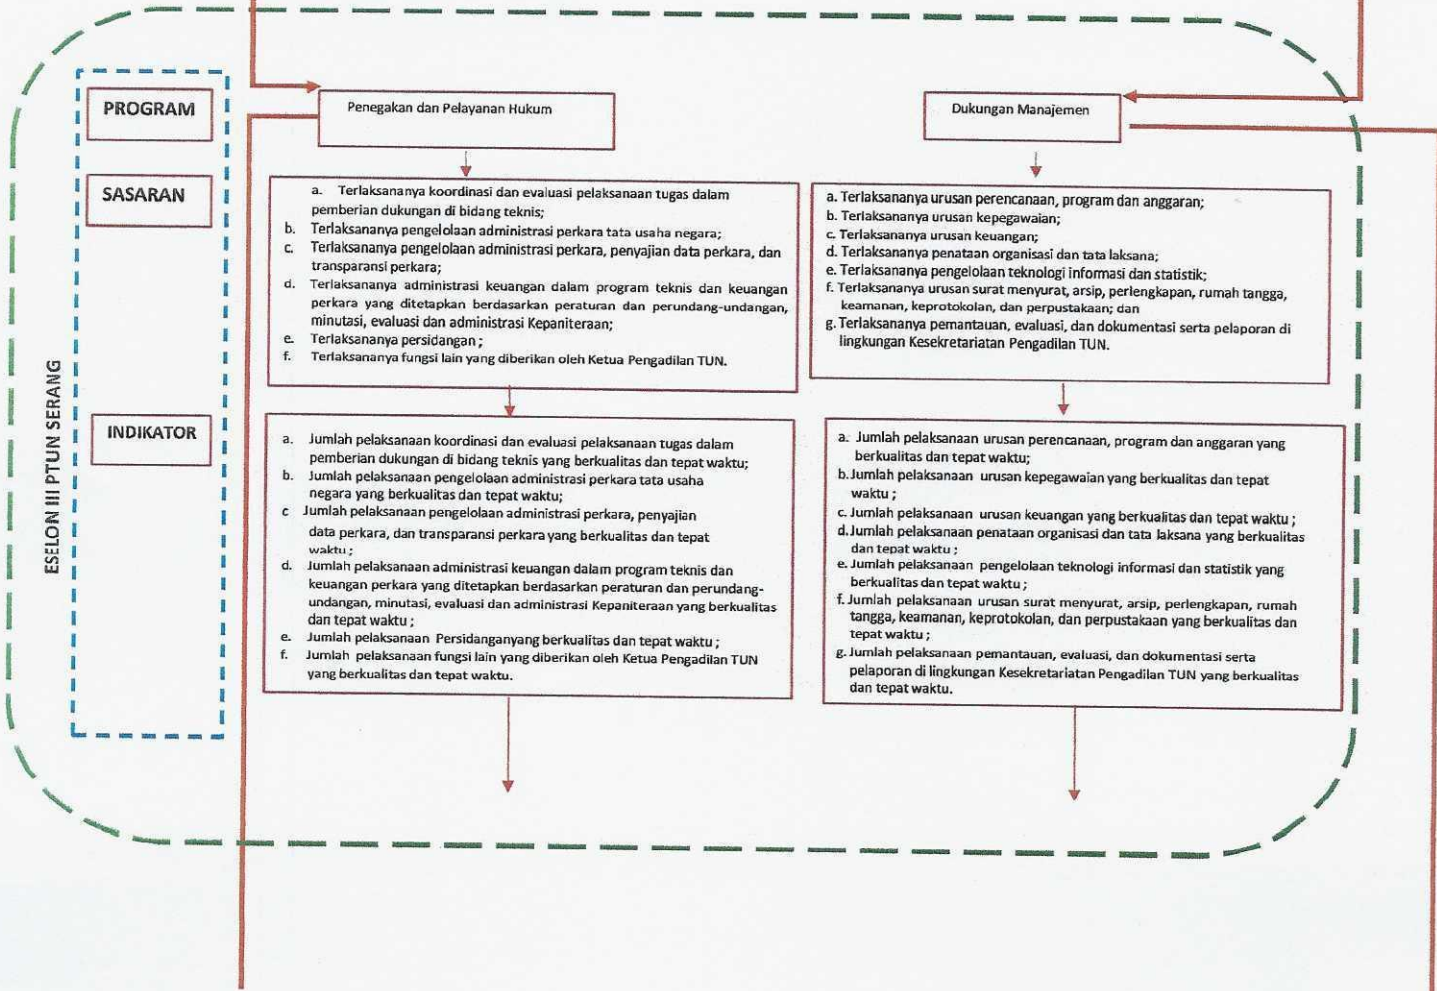 ESELON III PTUN SERANG
PROGRAM
SASARAN
INDIKATOR
Penegakan dan Pelayanan Hukum
a. Terlaksananya koordinasi dan evaluasi pelaksanaan tugas dalam
pemberian dukungan di bidang teknis;
b. Terlaksananya pengelolaan administrasi perkara tata usaha negara;
c. Terlaksananya pengelolaan administrasi perkara, penyajian data perkara, dan
transparansi perkara;
d. Terlaksananya administrasi keuangan dalam program teknis dan keuangan
perkara yang ditetapkan berdasarkan peraturan dan perundang-undangan,
minutasi, evaluasi dan administrasi Kepaniteraan;
e. Terlaksananya persidangan ;
f. Terlaksananya fungsi lain yang diberikan oleh Ketua Pengadilan TUN.
a. Jumlah pelaksanaan koordinasi dan evaluasi pelaksanaan tugas dalam
pemberian dukungan di bidang teknis yang berkualitas dan tepat waktu;
b. Jumlah pelaksanaan pengelolaan administrasi perkara tata usaha
negara yang berkualitas dan tepat waktu;
c Jumlah pelaksanaan pengelolaan administrasi perkara, penyajian
data perkara, dan transparansi perkara yang berkualitas dan tepat
waktu ;
d. Jumlah pelaksanaan administrasi keuangan dalam program teknis dan
keuangan perkara yang ditetapkan berdasarkan peraturan dan perundang-
undangan, minutasi, evaluasi dan administrasi Kepaniteraan yang berkualitas
dan tepat waktu ;
e. Jumlah pelaksanaan Persidanganyang berkualitas dan tepat waktu ;
f. Jumlah pelaksanaan fungsi lain yang diberikan oleh Ketua Pengadilan TUN
yang berkualitas dan tepat waktu.
Dukungan Manajemen
a. Terlaksananya urusan perencanaan, program dan anggaran;
b. Terlaksananya urusan kepegawaian;
c. Terlaksananya urusan keuangan;
d. Terlaksananya penataan organisasi dan tata laksana;
e. Terlaksananya pengelolaan teknologi informasi dan statistik;
f. Terlaksananya urusan surat menyurat, arsip, perlengkapan, rumah tangga,
keamanan, keprotokolan, dan perpustakaan; dan
g. Terlaksananya pemantauan, evaluasi, dan dokumentasi serta pelaporan di
lingkungan Kesekretariatan Pengadilan TUN.
a. Jumlah pelaksanaan urusan perencanaan, program dan anggaran yang
berkualitas dan tepat waktu;
b. Jumlah pelaksanaan urusan kepegawaian yang berkualitas dan tepat
waktu ;
c. Jumlah pelaksanaan urusan keuangan yang berkualitas dan tepat waktu ;
d. Jumlah pelaksanaan penataan organisasi dan tata laksana yang berkualitas
dan tepat waktu ;
e. Jumlah pelaksanaan pengelolaan teknologi informasi dan statistik yang
berkualitas dan tepat waktu ;
f. Jumlah pelaksanaan urusan surat menyurat, arsip, perlengkapan, rumah
tangga, keamanan, keprotokolan, dan perpustakaan yang berkualitas dan
tepat waktu ;
g. Jumlah pelaksanaan pemantauan, evaluasi, dan dokumentasi serta
pelaporan di lingkungan Kesekretariatan Pengadilan TUN yang berkualitas
dan tepat waktu.